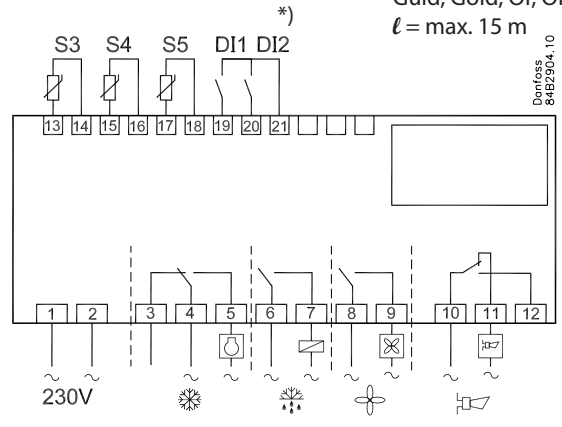 *)
Guld, Gold, Or,
ℓ = max. 15 m
S3 S4 S5 DI1 DI2
Danfoss
84B2904.10
13 14 15 16 17 18 19 20 21
1 2 3 4 5 6 7 8 9 10 11 12
230V